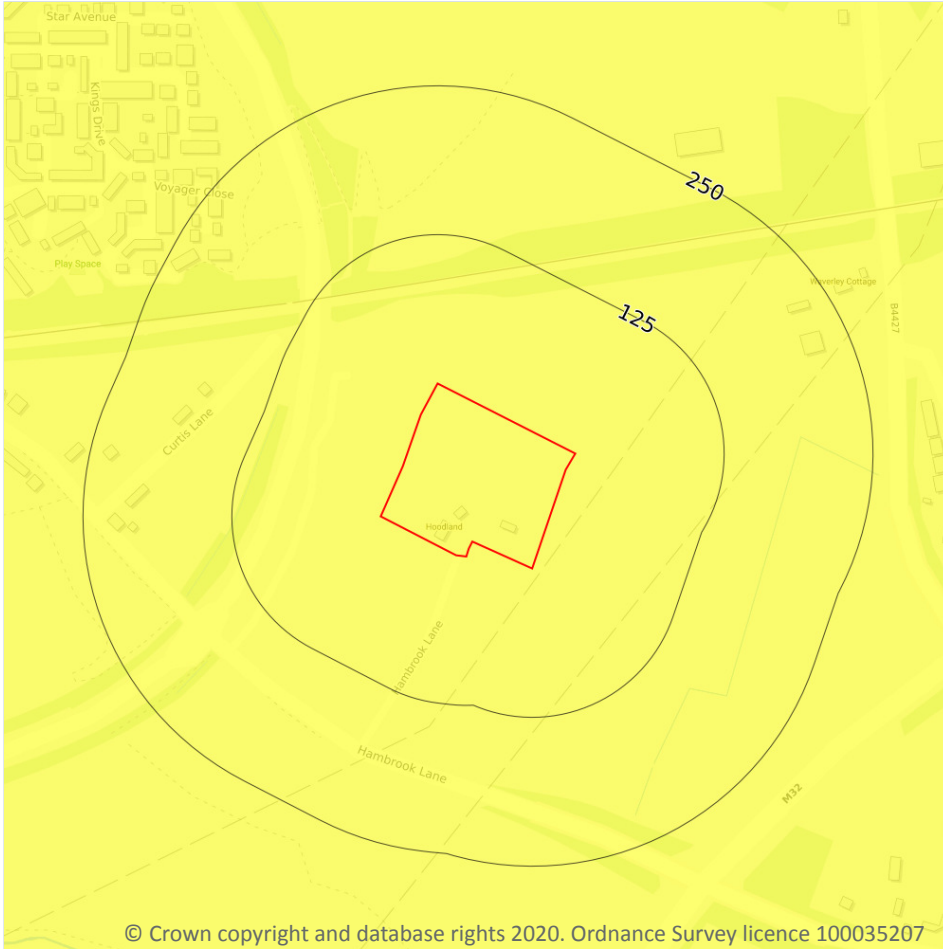 Star Avenue
Kings Drive
Voyager Close
Play Space
250
125
Waverley Cottage
B4427
Curtis Lane
Hoodland
Hambrook Lane
Hambrook Lane
M32
© Crown copyright and database rights 2020. Ordnance Survey licence 100035207